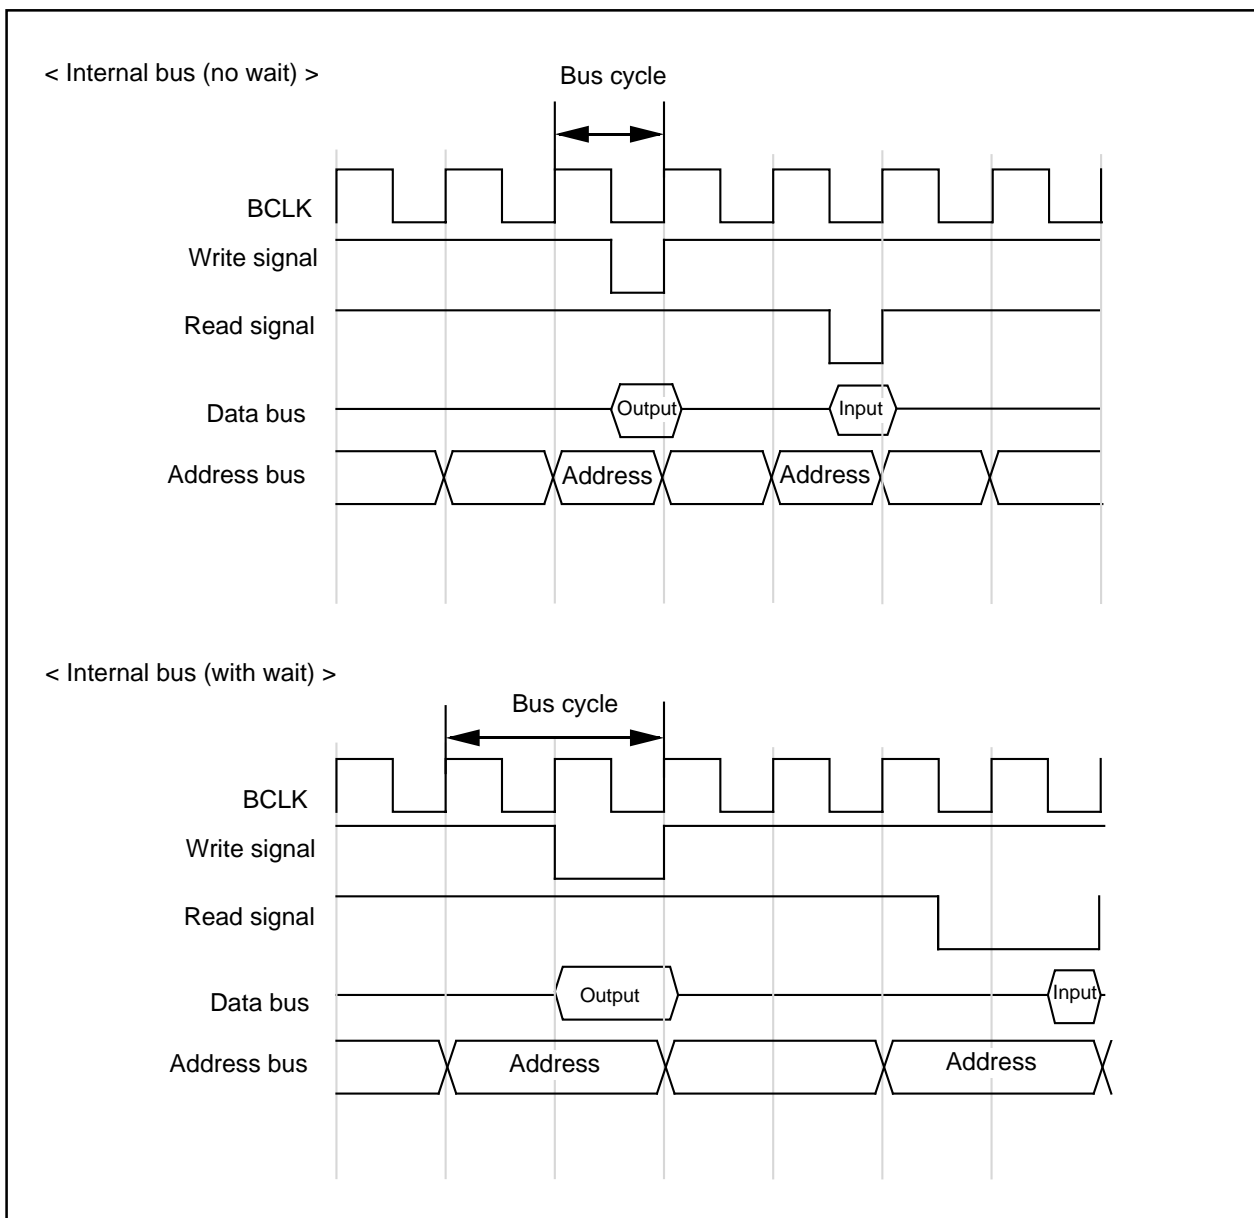 < Internal bus (no wait) >
Bus cycle
BCLK
Write signal
Read signal
Data bus
Output
Input
Address bus
Address
Address
< Internal bus (with wait) >
Bus cycle
BCLK
Write signal
Read signal
Data bus
Output
Input
Address bus
Address
Address